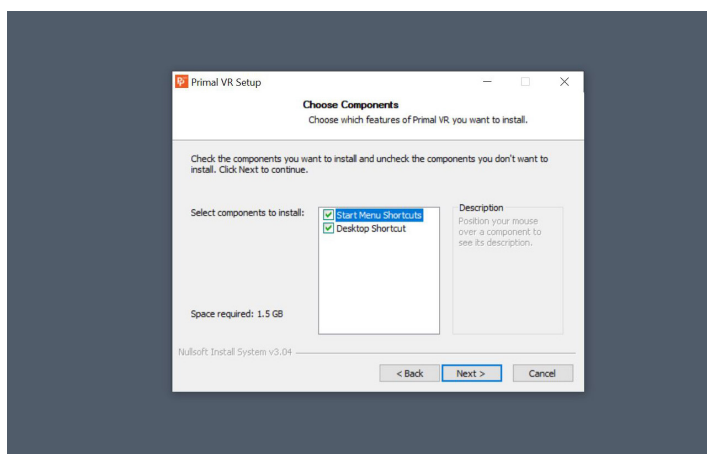 Primal VR Setup
Choose Components
Choose which features of Primal VR you want to install.
Check the components you want to install and uncheck the components you don't want to
install. Click Next to continue.
Select components to install:
Start Menu Shortcuts
Desktop Shortcut
Description
Position your mouse
over a component to
see its description.
Space required: 1.5 GB
Nullsoft Install System v3.04
< Back
Next >
Cancel